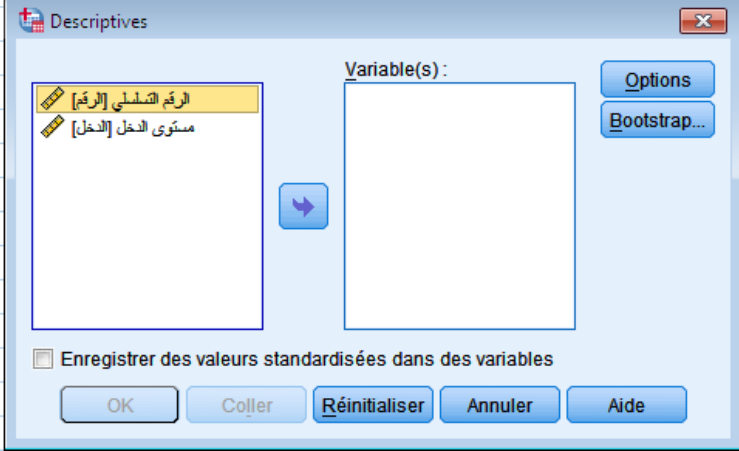 Descriptives
Variable(s) :
الرقم التسلسلي [الرقم]
مستوى الدخل [الدخل]
Options
Bootstrap...
Enregistrer des valeurs standardisées dans des variables
OK
Coller
Réinitialiser
Annuler
Aide